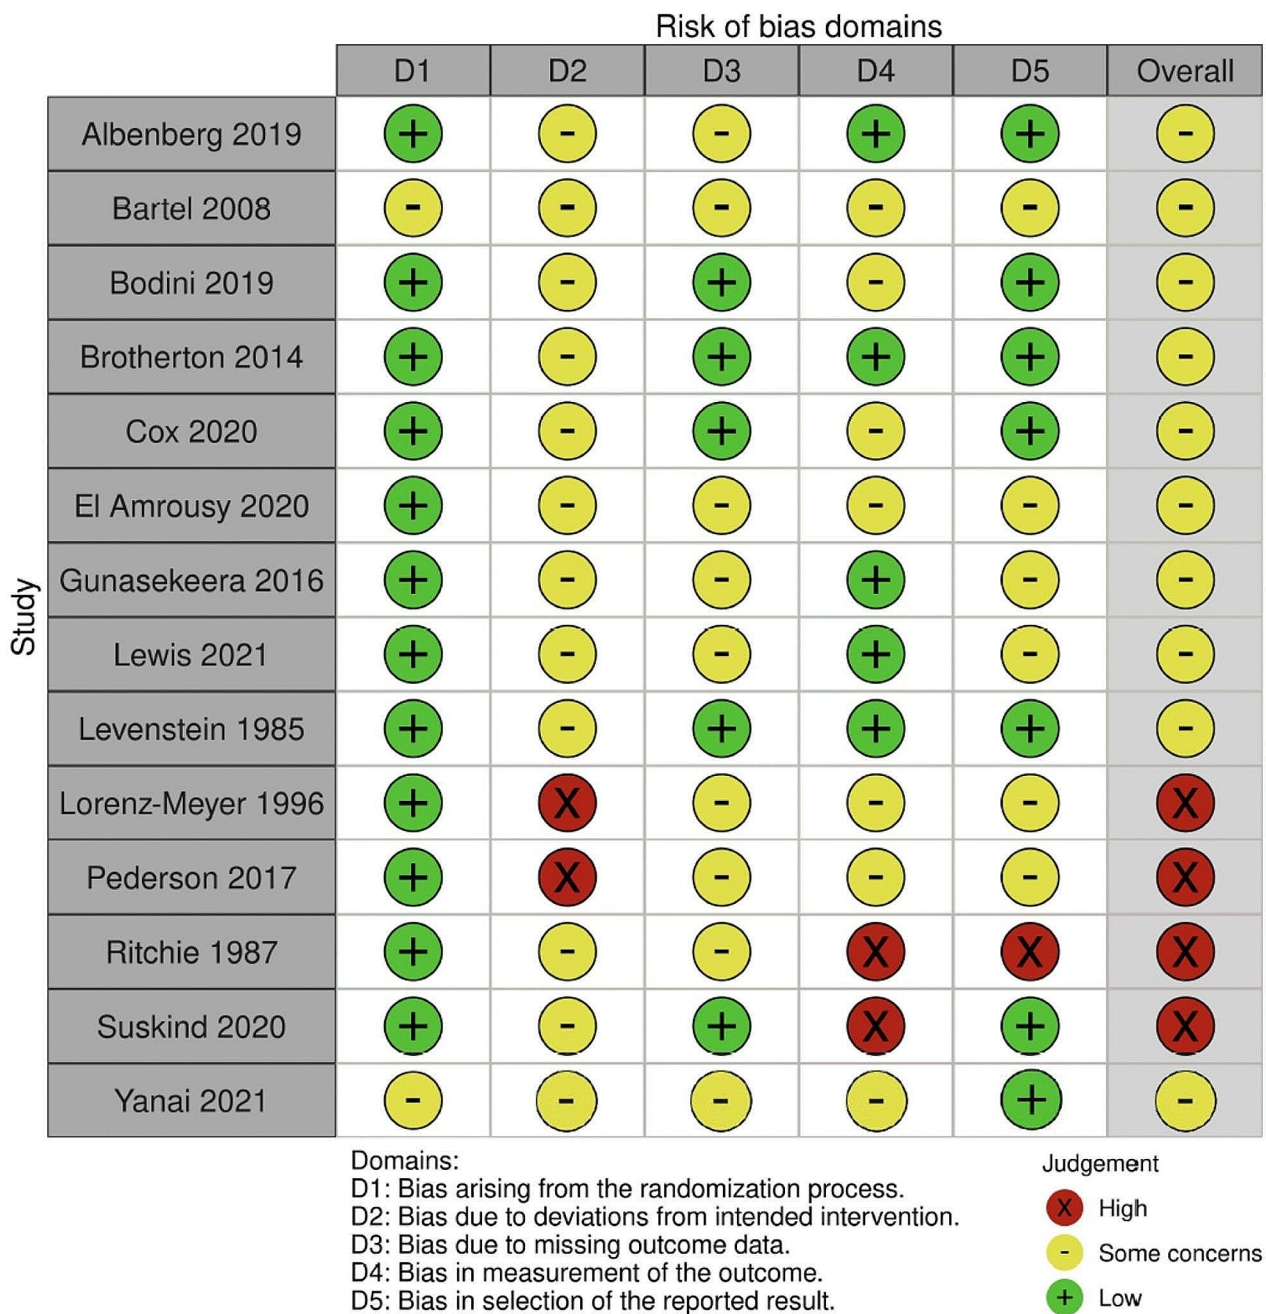 Risk of bias domains
D1 D2 D3 D4 D5 Overall
Study
Albenberg 2019 + - - + + -
Bartel 2008 - - - - - -
Bodini 2019 + - + - + -
Brotherton 2014 + - + + + -
Cox 2020 + - + - + -
El Amrousy 2020 + - - - - -
Gunasekeera 2016 + - - + - -
Lewis 2021 + - - + - -
Levenstein 1985 + - + + + -
Lorenz-Meyer 1996 + X - - - X
Pederson 2017 + X - - - X
Ritchie 1987 + - - X X X
Suskind 2020 + - + X + X
Yanai 2021 - - - - + -
Domains:
D1: Bias arising from the randomization process.
D2: Bias due to deviations from intended intervention.
D3: Bias due to missing outcome data.
D4: Bias in measurement of the outcome.
D5: Bias in selection of the reported result.
Judgement
X High
- Some concerns
+ Low